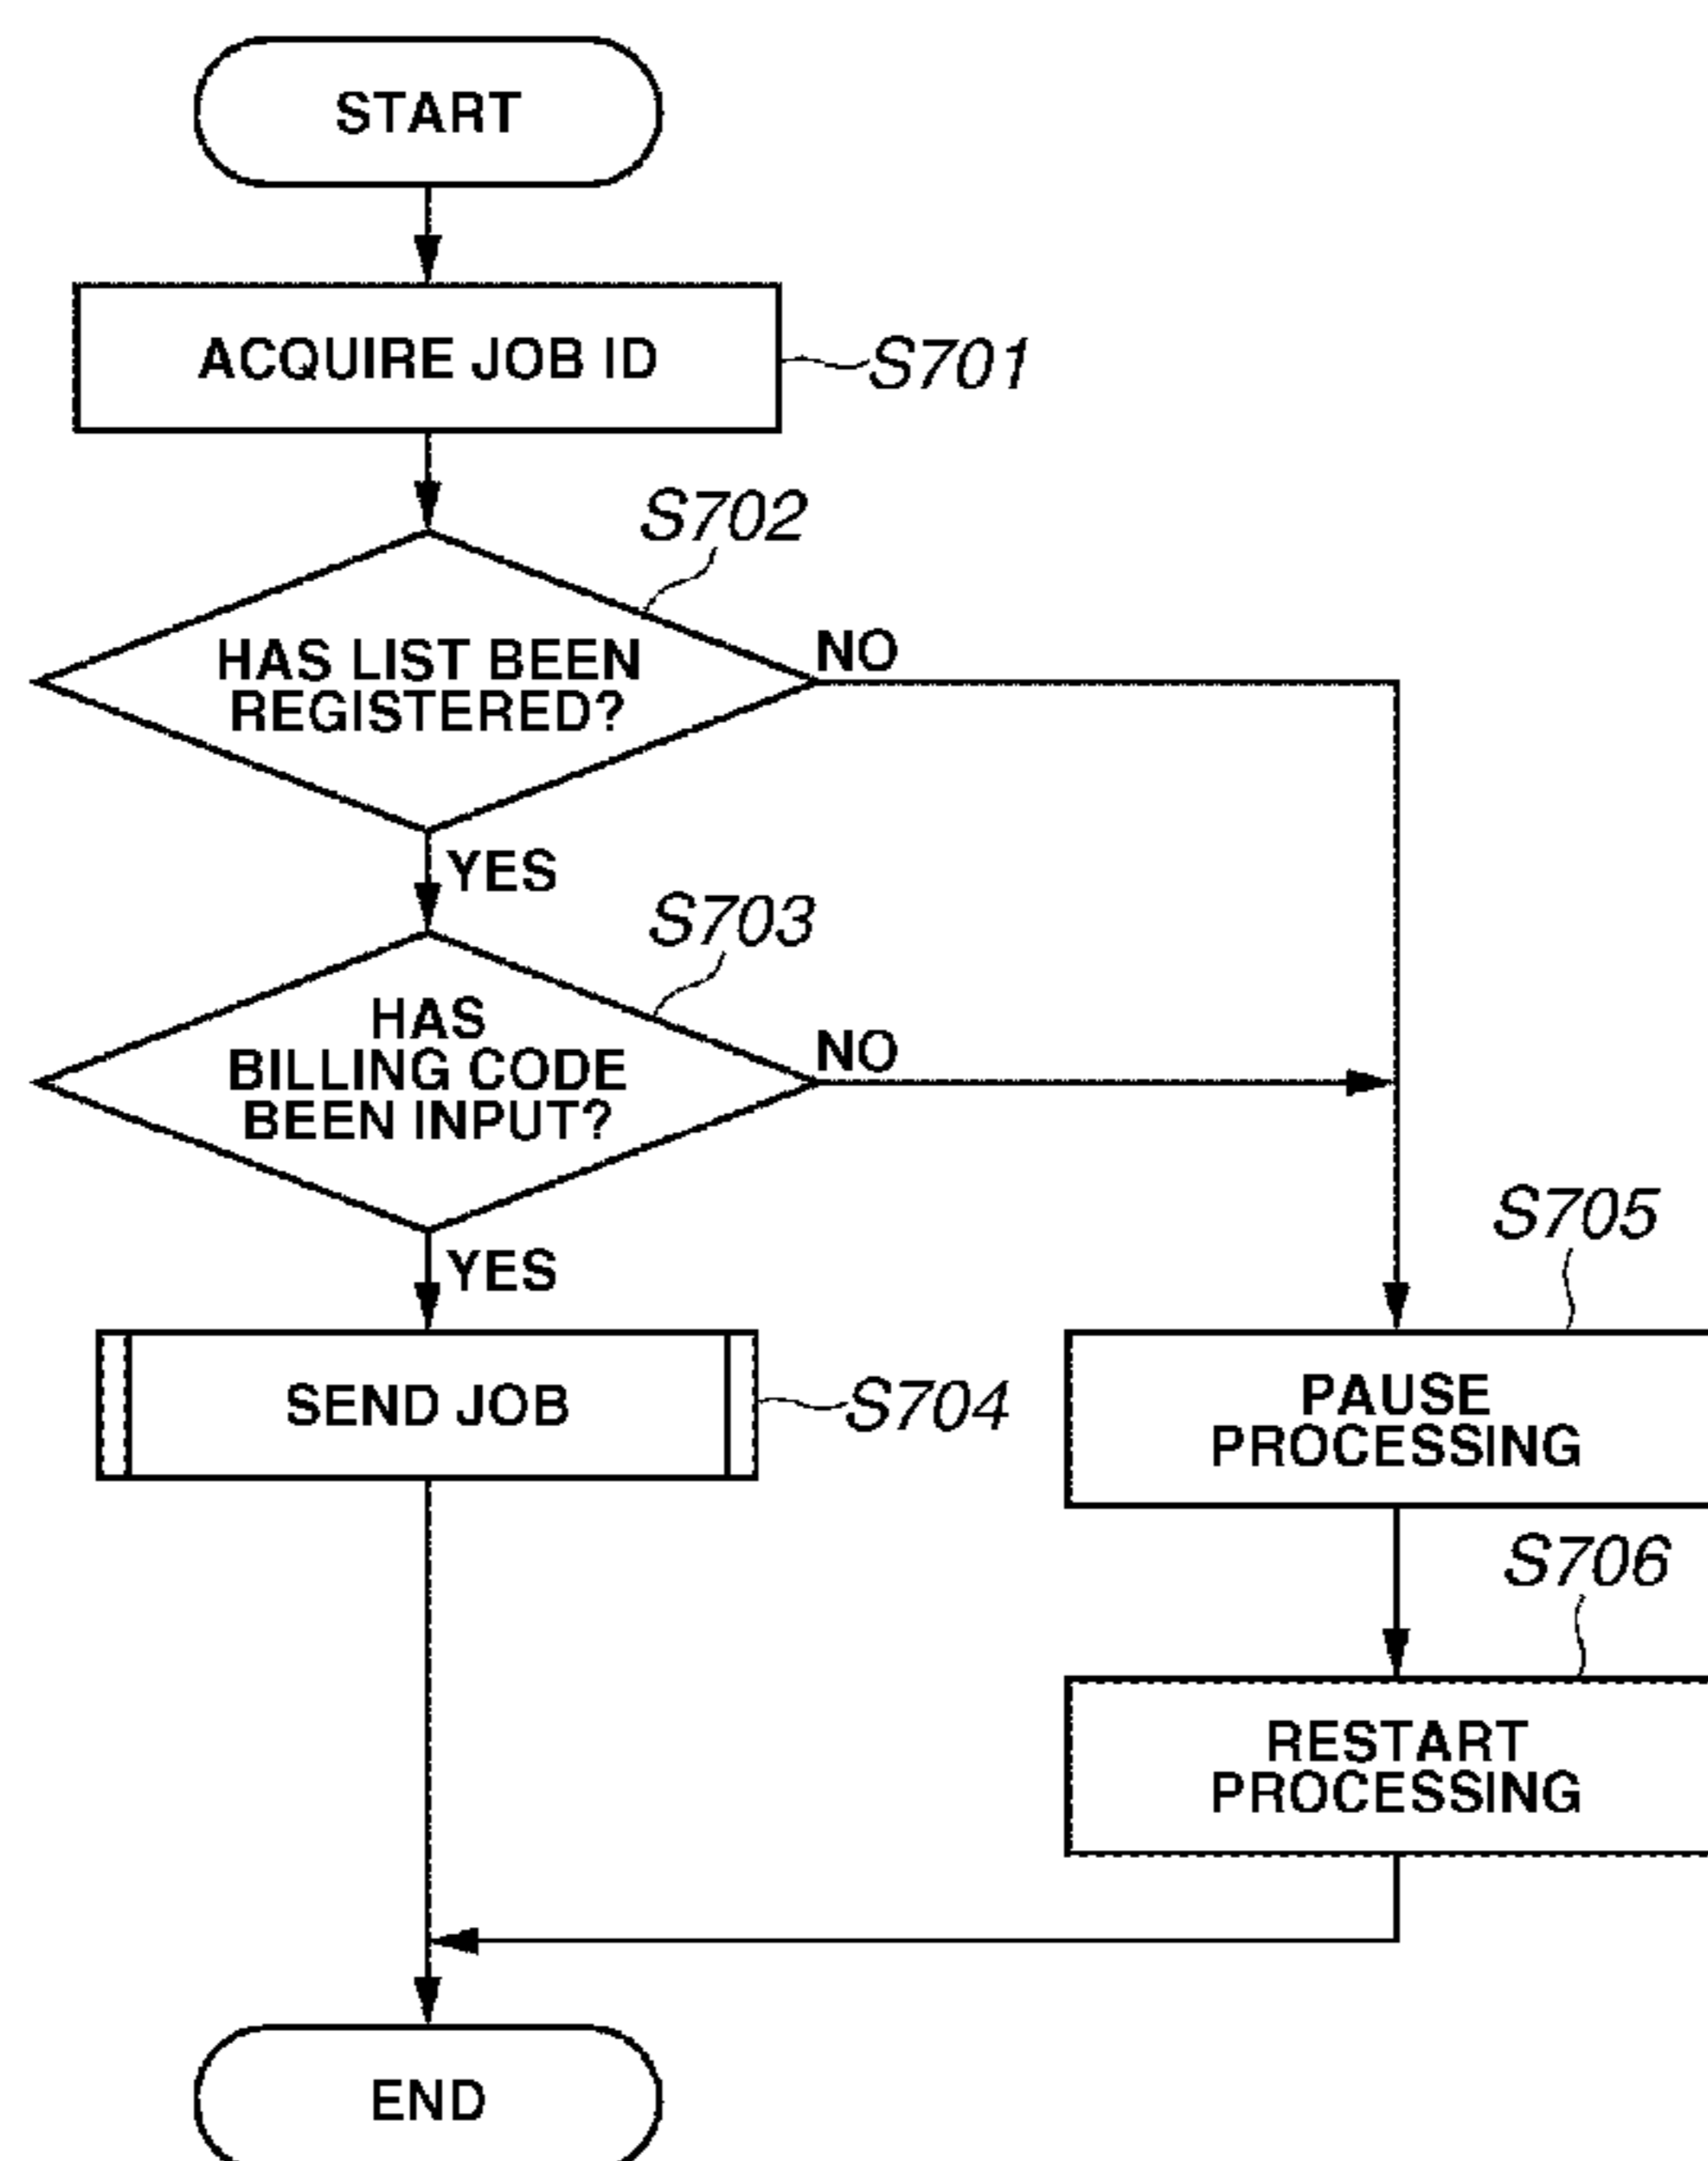 START
ACQUIRE JOB ID
S701
S702
HAS LIST BEEN
REGISTERED?
NO
YES
S703
HAS
BILLING CODE
BEEN INPUT?
NO
YES
SEND JOB
S704
S705
PAUSE
PROCESSING
S706
RESTART
PROCESSING
END